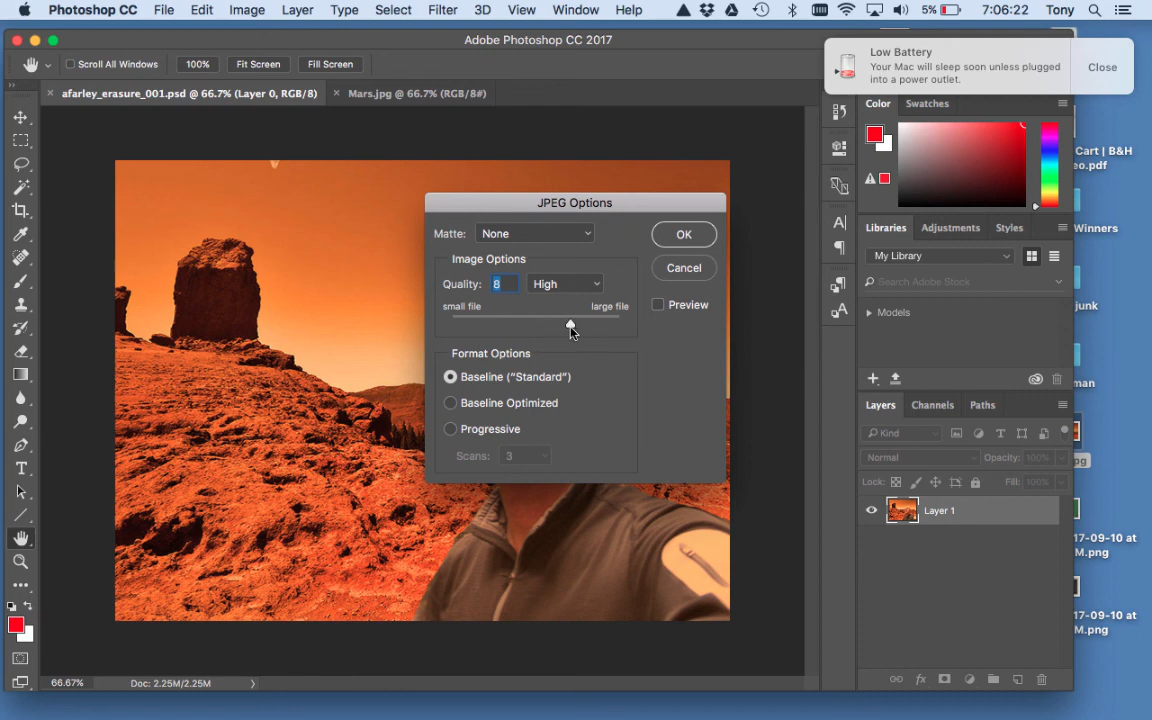 Photoshop CC File Edit Image Layer Type Select Filter 3D View Window Help 5% 7:06:22 Tony
Adobe Photoshop CC 2017
Low Battery
Your Mac will sleep soon unless plugged
into a power outlet.
Close
Scroll All Windows 100% Fit Screen Fill Screen
× afarley_erasure_001.psd @ 66.7% (Layer 0, RGB/8) × Mars.jpg @ 66.7% (RGB/8#)
Color Swatches
Cart | B&H
eo.pdf
JPEG Options
Matte: None OK
Image Options
Quality: 8 High Cancel
small file large file Preview
Format Options
Baseline (“Standard”)
Baseline Optimized
Progressive
Scans: 3
Libraries Adjustments Styles
Winners
My Library
Search Adobe Stock
junk
Models
man
Layers Channels Paths
Kind
Normal Opacity: 100%
pg
Lock: Fill: 100%
Layer 1
17-09-10 at
M.png
17-09-10 at
M.png
66.67% Doc: 2.25M/2.25M
fx